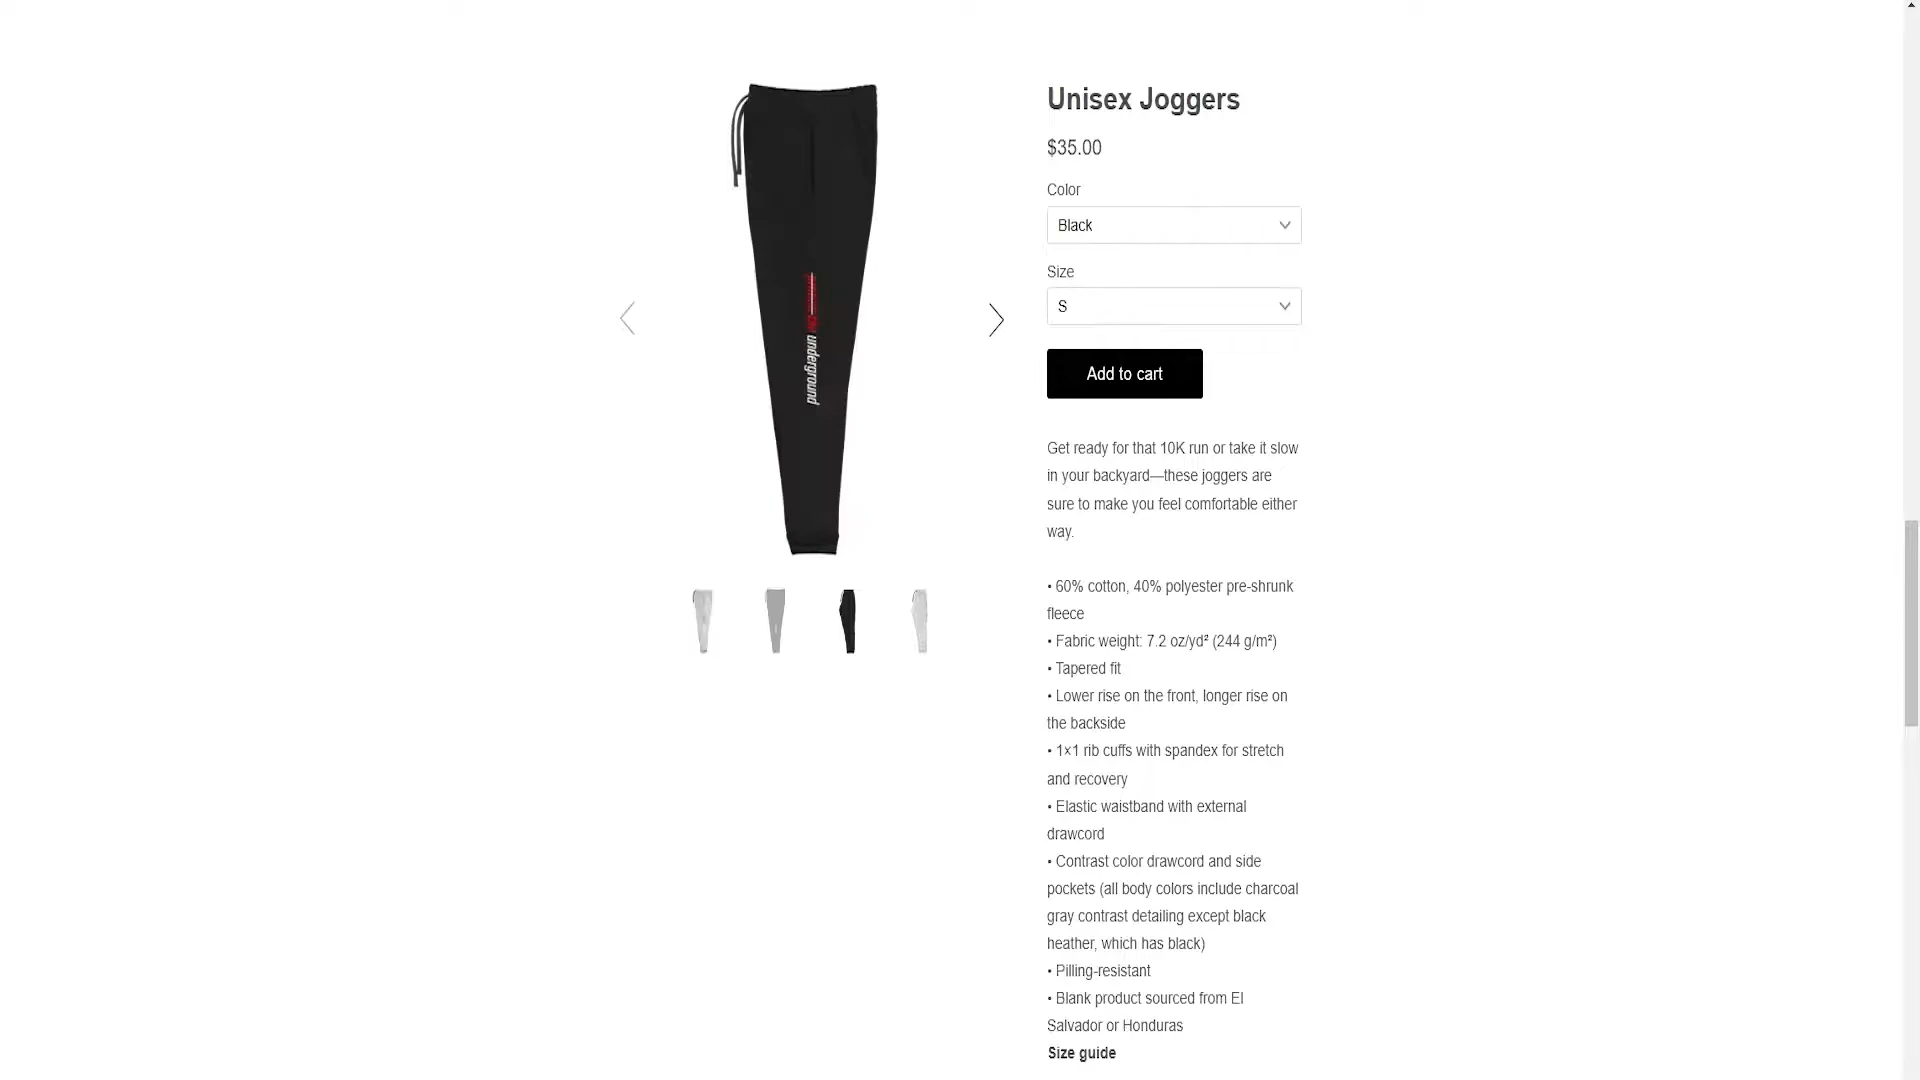 Unisex Joggers
$35.00
Color
Black
Size
S
Add to cart
underground
Get ready for that 10K run or take it slow
in your backyard—these joggers are
sure to make you feel comfortable either
way.
• 60% cotton, 40% polyester pre-shrunk
fleece
• Fabric weight: 7.2 oz/yd² (244 g/m²)
• Tapered fit
• Lower rise on the front, longer rise on
the backside
• 1×1 rib cuffs with spandex for stretch
and recovery
• Elastic waistband with external
drawcord
• Contrast color drawcord and side
pockets (all body colors include charcoal
gray contrast detailing except black
heather, which has black)
• Pilling-resistant
• Blank product sourced from El
Salvador or Honduras
Size guide